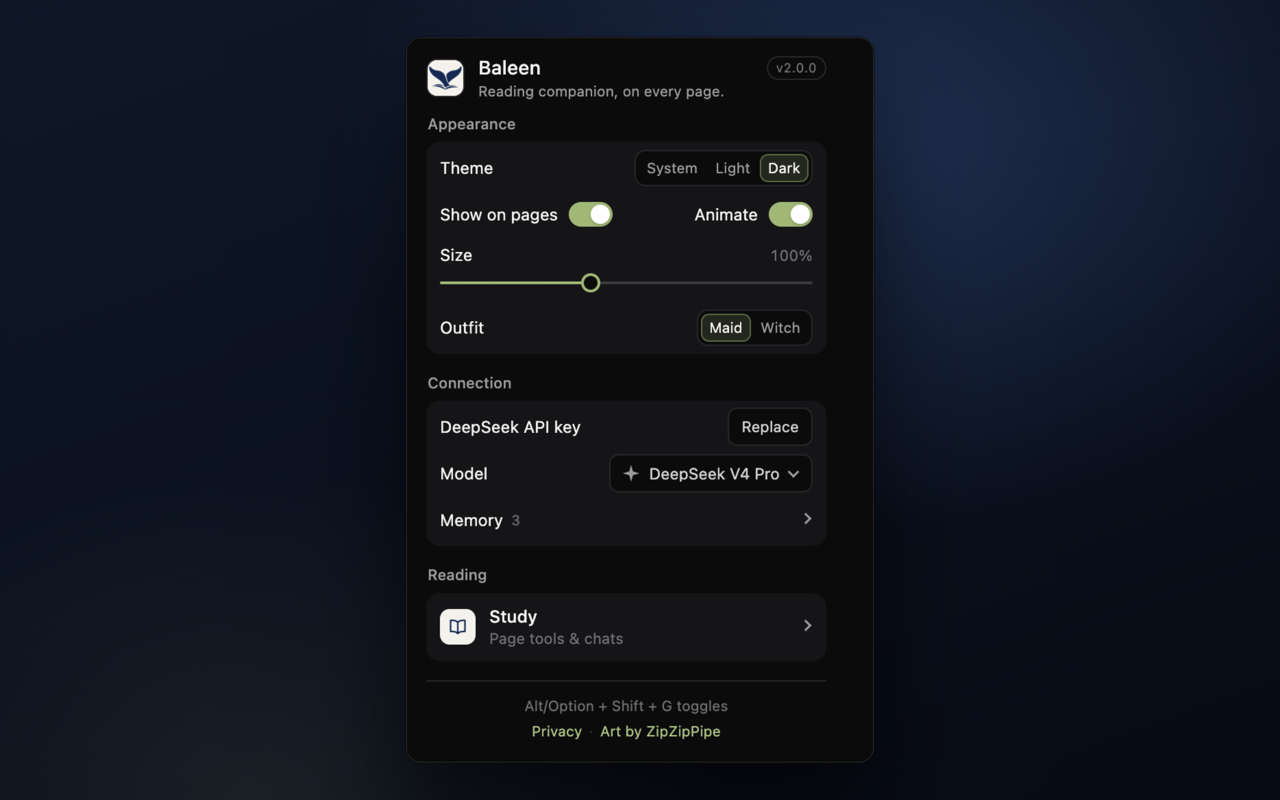 Baleen
v2.0.0
Reading companion, on every page.
Appearance
Theme
System Light Dark
Show on pages
Animate
Size
100%
Outfit
Maid Witch
Connection
DeepSeek API key
Replace
Model
DeepSeek V4 Pro
Memory 3
Reading
Study
Page tools & chats
Alt/Option + Shift + G toggles
Privacy · Art by ZipZipPipe